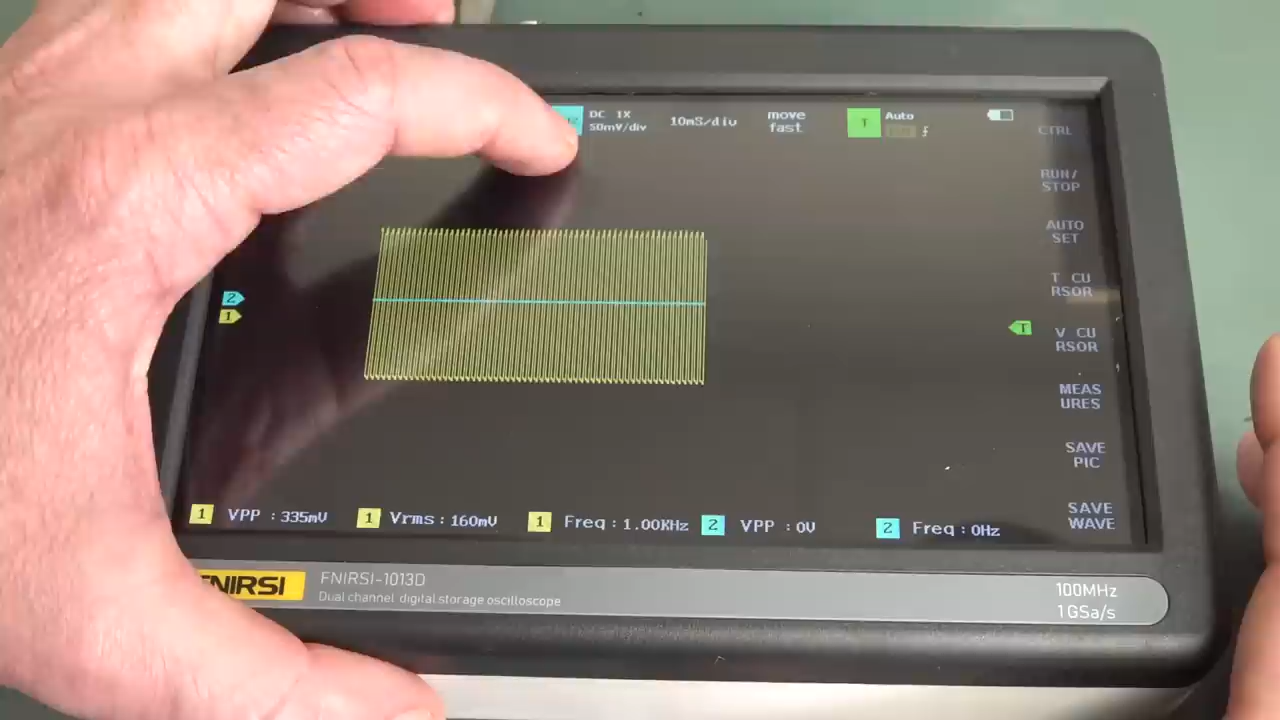 DC 1X
50mV/div
10mS/div
move
fast
T
Auto
CTRL
RUN/
STOP
AUTO
SET
T CU
RSOR
V CU
RSOR
MEAS
URES
SAVE
PIC
SAVE
WAVE
2
1
T
1 VPP : 335mV
1 Vrms : 160mV
1 Freq : 1.00KHz
2 VPP : 0V
2 Freq : 0Hz
FNIRSI
FNIRSI-1013D
Dual channel digital storage oscilloscope
100MHz
1GSa/s